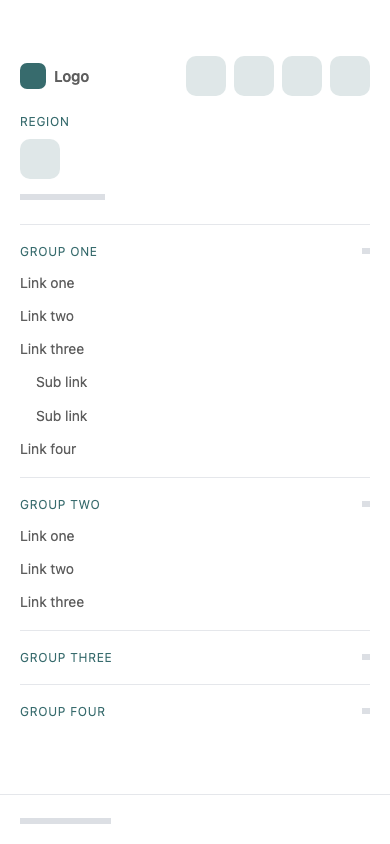 Logo
REGION
GROUP ONE
Link one
Link two
Link three
Sub link
Sub link
Link four
GROUP TWO
Link one
Link two
Link three
GROUP THREE
GROUP FOUR